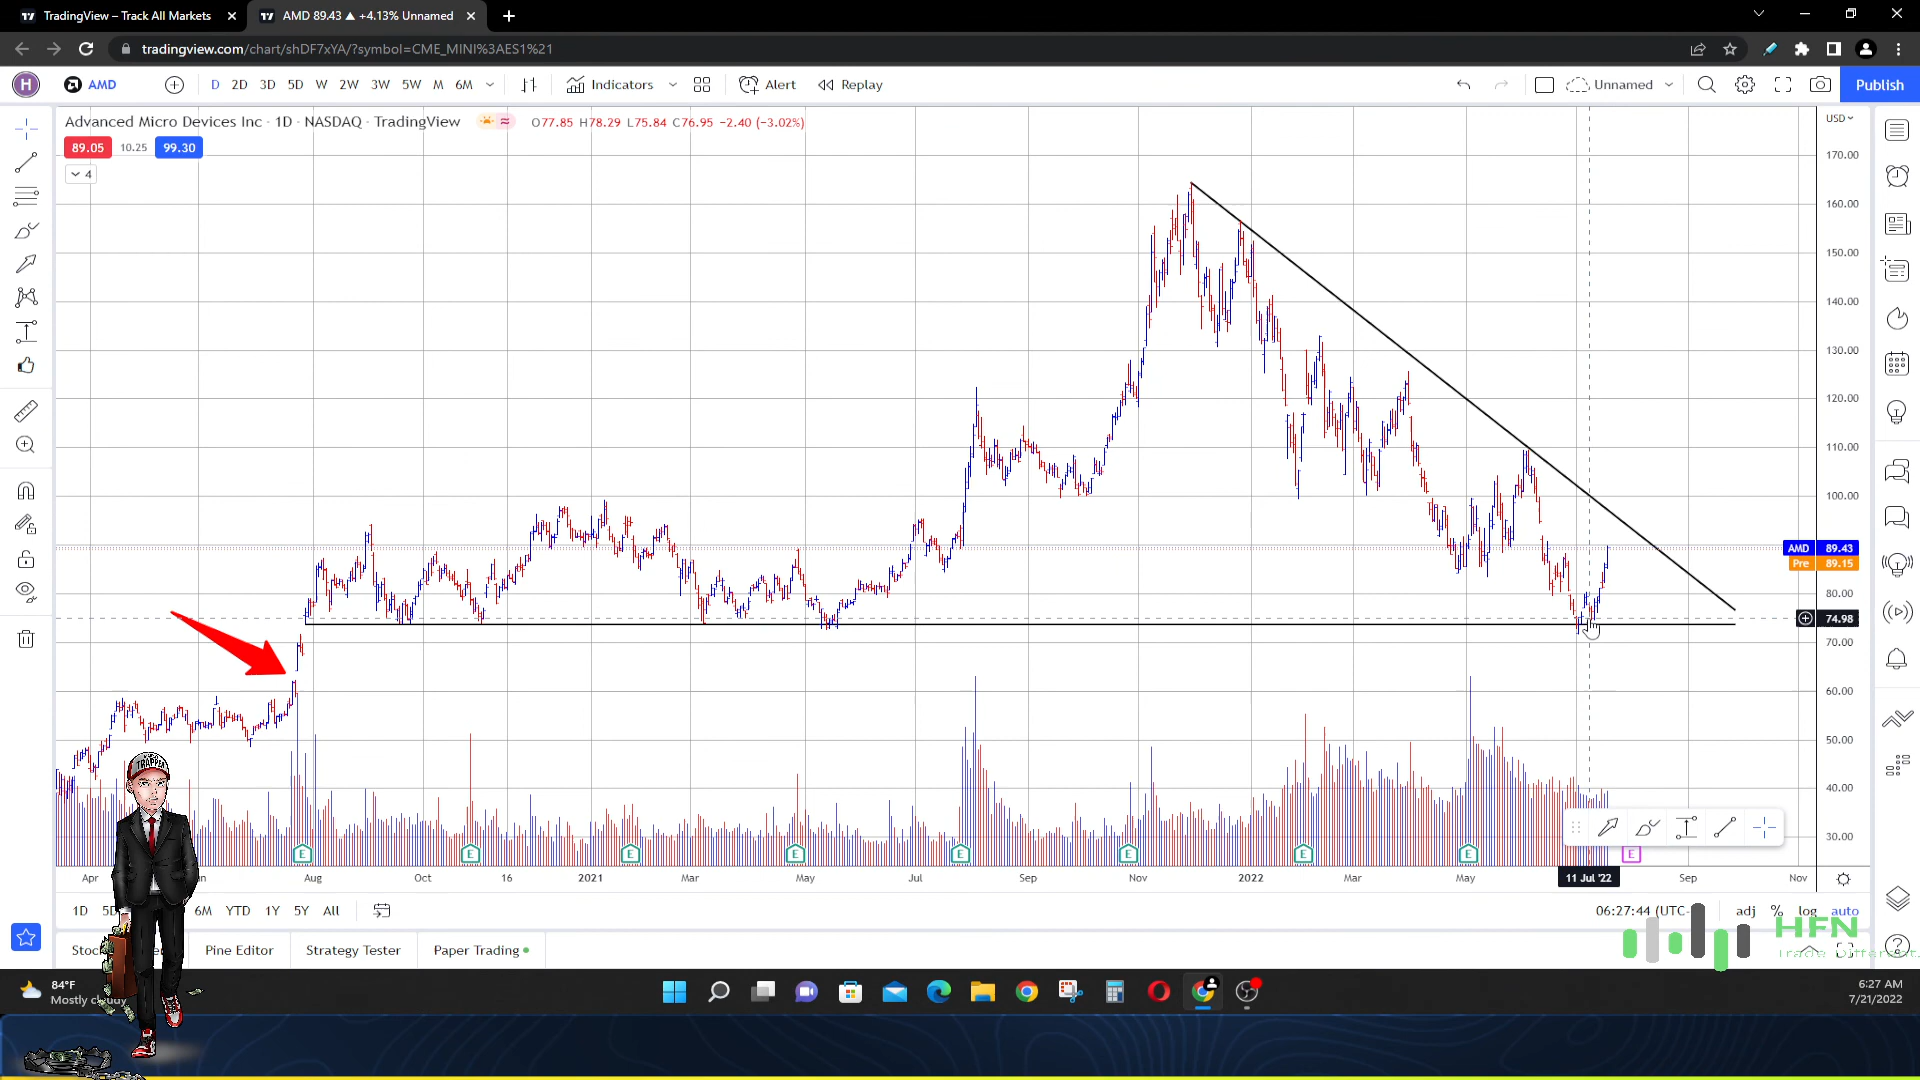 TradingView – Track All Markets
AMD 89.43 ▲ +4.13% Unnamed
tradingview.com/chart/shDF7xYA/?symbol=CME_MINI%3AES1%21
H
AMD
D 2D 3D 5D W 2W 3W 5W M 6M
Indicators
Alert
Replay
Unnamed
Publish
Advanced Micro Devices Inc · 1D · NASDAQ · TradingView
O77.85 H78.29 L75.84 C76.95 −2.40 (−3.02%)
USD
89.05 10.25 99.30
4
170.00
160.00
150.00
140.00
130.00
120.00
110.00
100.00
AMD 89.43
Pre 89.15
80.00
74.98
70.00
60.00
50.00
40.00
30.00
TRAPPER
E E E E E E E E E
Apr Aug Oct 16 2021 Mar May Jul Sep Nov 2022 Mar May 11 Jul '22 Sep Nov
1D 6M YTD 1Y 5Y All
06:27:44 (UTC-
adj % log auto
HFN
Pine Editor Strategy Tester Paper Trading
84°F
Mostly cloudy
6:27 AM
7/21/2022